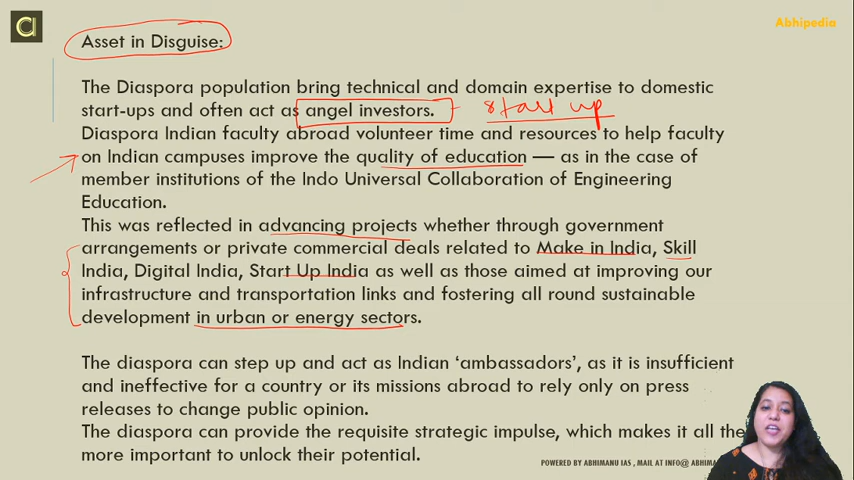 a
Abhipedia
Asset in Disguise:
The Diaspora population bring technical and domain expertise to domestic
start-ups and often act as angel investors. start up
Diaspora Indian faculty abroad volunteer time and resources to help faculty
on Indian campuses improve the quality of education — as in the case of
member institutions of the Indo Universal Collaboration of Engineering
Education.
This was reflected in advancing projects whether through government
arrangements or private commercial deals related to Make in India, Skill
India, Digital India, Start Up India as well as those aimed at improving our
infrastructure and transportation links and fostering all round sustainable
development in urban or energy sectors.
The diaspora can step up and act as Indian ‘ambassadors’, as it is insufficient
and ineffective for a country or its missions abroad to rely only on press
releases to change public opinion.
The diaspora can provide the requisite strategic impulse, which makes it all the
more important to unlock their potential.
POWERED BY ABHIMANU IAS , MAIL AT INFO@ ABHIMA